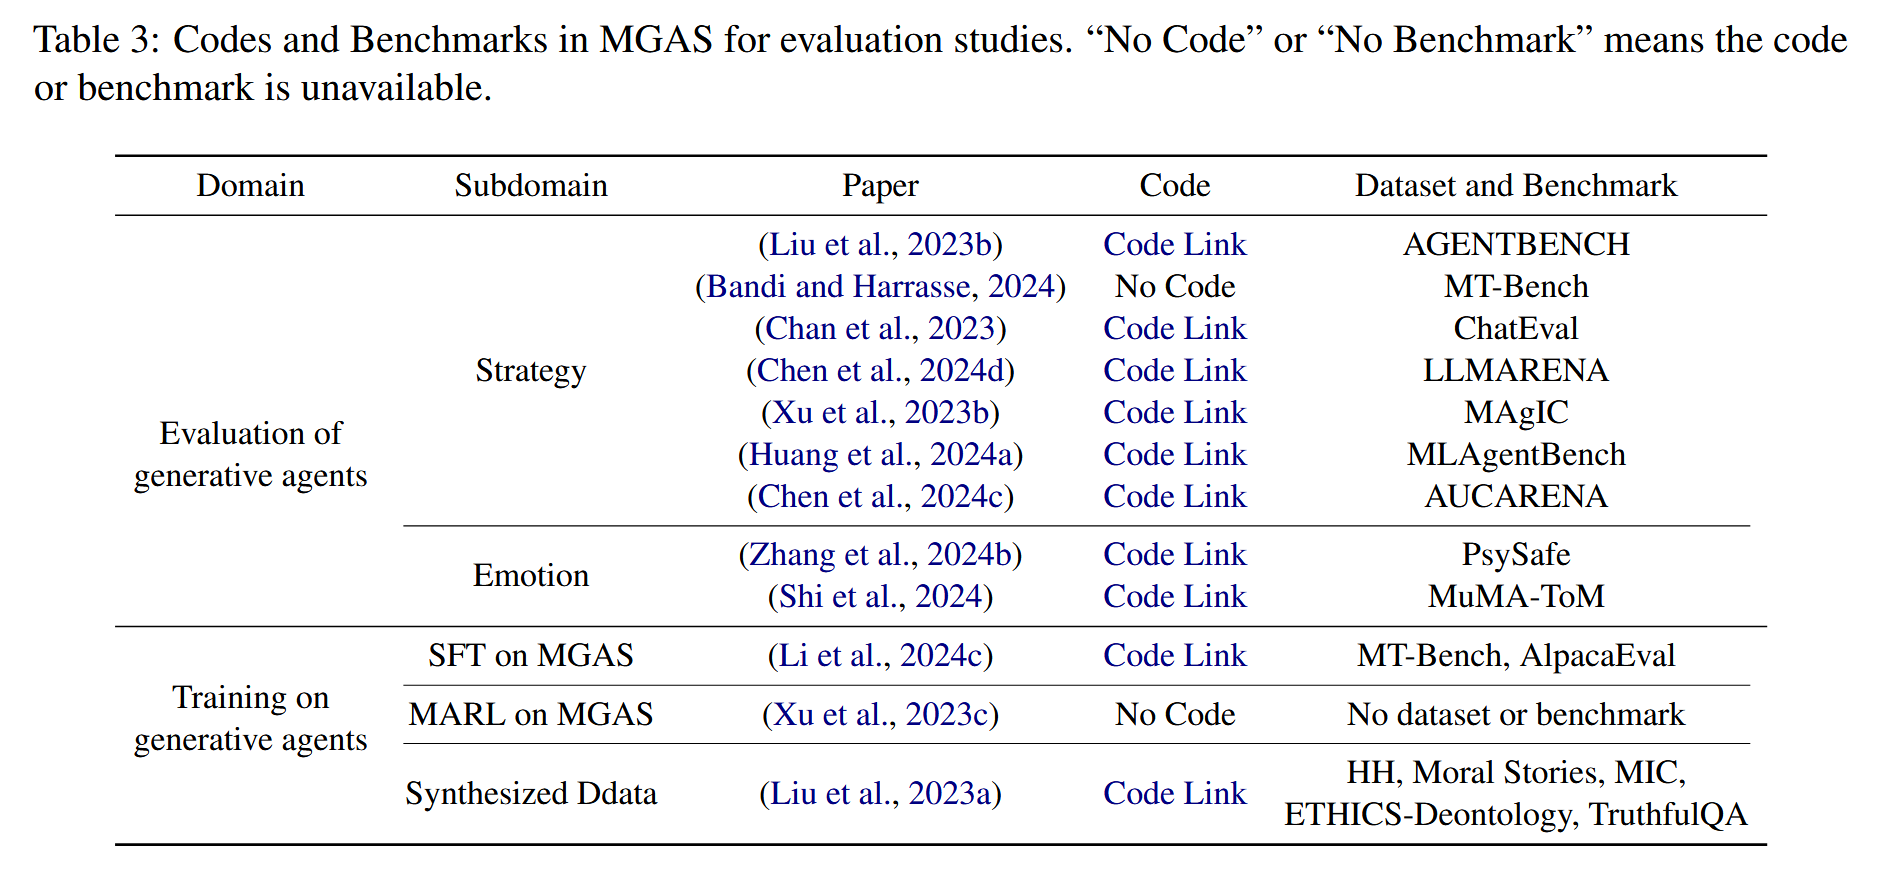 Table 3: Codes and Benchmarks in MGAS for evaluation studies. “No Code” or “No Benchmark” means the code
or benchmark is unavailable.
Domain Subdomain Paper Code Dataset and Benchmark
Evaluation of
generative agents
Strategy
(Liu et al., 2023b) Code Link AGENTBENCH
(Bandi and Harrasse, 2024) No Code MT-Bench
(Chan et al., 2023) Code Link ChatEval
(Chen et al., 2024d) Code Link LLMARENA
(Xu et al., 2023b) Code Link MAgIC
(Huang et al., 2024a) Code Link MLAgentBench
(Chen et al., 2024c) Code Link AUCARENA
Emotion
(Zhang et al., 2024b) Code Link PsySafe
(Shi et al., 2024) Code Link MuMA-ToM
Training on
generative agents
SFT on MGAS (Li et al., 2024c) Code Link MT-Bench, AlpacaEval
MARL on MGAS (Xu et al., 2023c) No Code No dataset or benchmark
Synthesized Ddata (Liu et al., 2023a) Code Link HH, Moral Stories, MIC,
ETHICS-Deontology, TruthfulQA